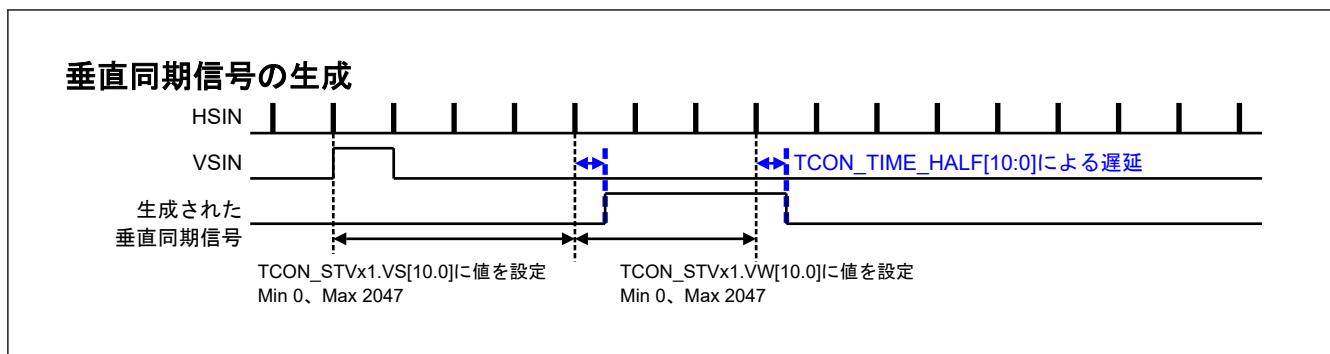 垂直同期信号の生成
HSIN
VSIN
TCON_TIME_HALF[10:0]による遅延
生成された
垂直同期信号
TCON_STVx1.VS[10.0]に値を設定
Min 0、Max 2047
TCON_STVx1.VW[10.0]に値を設定
Min 0、Max 2047